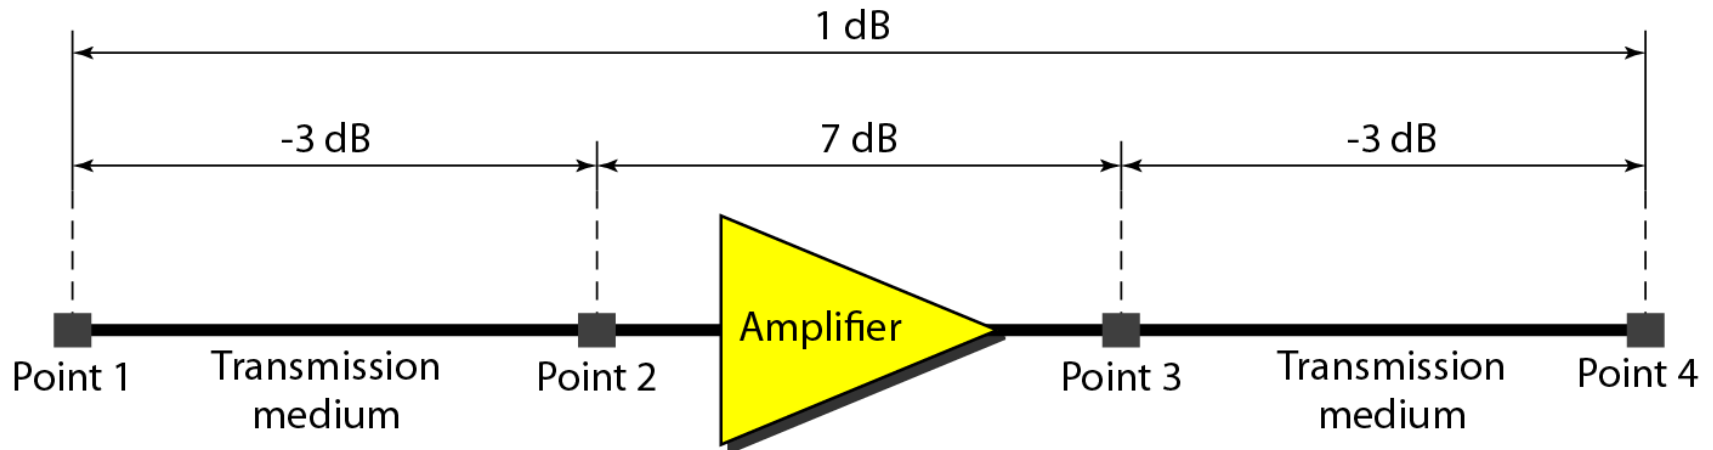 1 dB
-3 dB
7 dB
-3 dB
Amplifier
Point 1
Transmission
medium
Point 2
Point 3
Transmission
medium
Point 4